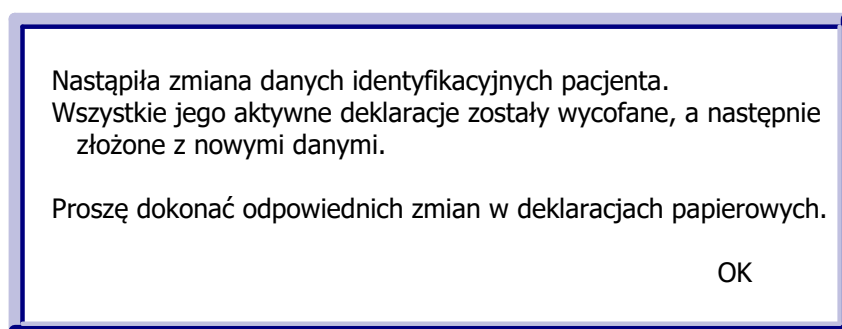 Nastąpiła zmiana danych identyfikacyjnych pacjenta.
Wszystkie jego aktywne deklaracje zostały wycofane, a następnie
złożone z nowymi danymi.
Proszę dokonać odpowiednich zmian w deklaracjach papierowych.
OK